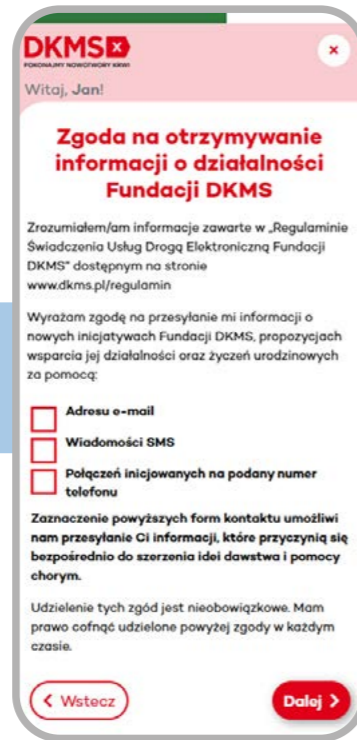 DKMS
POKONAJMY NOWOTWORY KRWI
Witaj, Jan!
Zgoda na otrzymywanie
informacji o działalności
Fundacji DKMS
Zrozumiałem/am informacje zawarte w „Regulaminie
Świadczenia Usług Drogą Elektroniczną Fundacji
DKMS" dostępnym na stronie
www.dkms.pl/regulamin
Wyrażam zgodę na przesyłanie mi informacji o
nowych inicjatywach Fundacji DKMS, propozycjach
wsparcia jej działalności oraz życzeń urodzinowych
za pomocą:
Adresu e-mail
Wiadomości SMS
Połączeń inicjowanych na podany numer
telefonu
Zaznaczenie powyższych form kontaktu umożliwi
nam przesyłanie Ci informacji, które przyczynią się
bezpośrednio do szerzenia idei dawstwa i pomocy
chorym.
Udzielenie tych zgód jest nieobowiązkowe. Mam
prawo cofnąć udzielone powyżej zgody w każdym
czasie.
< Wstecz
Dalej >